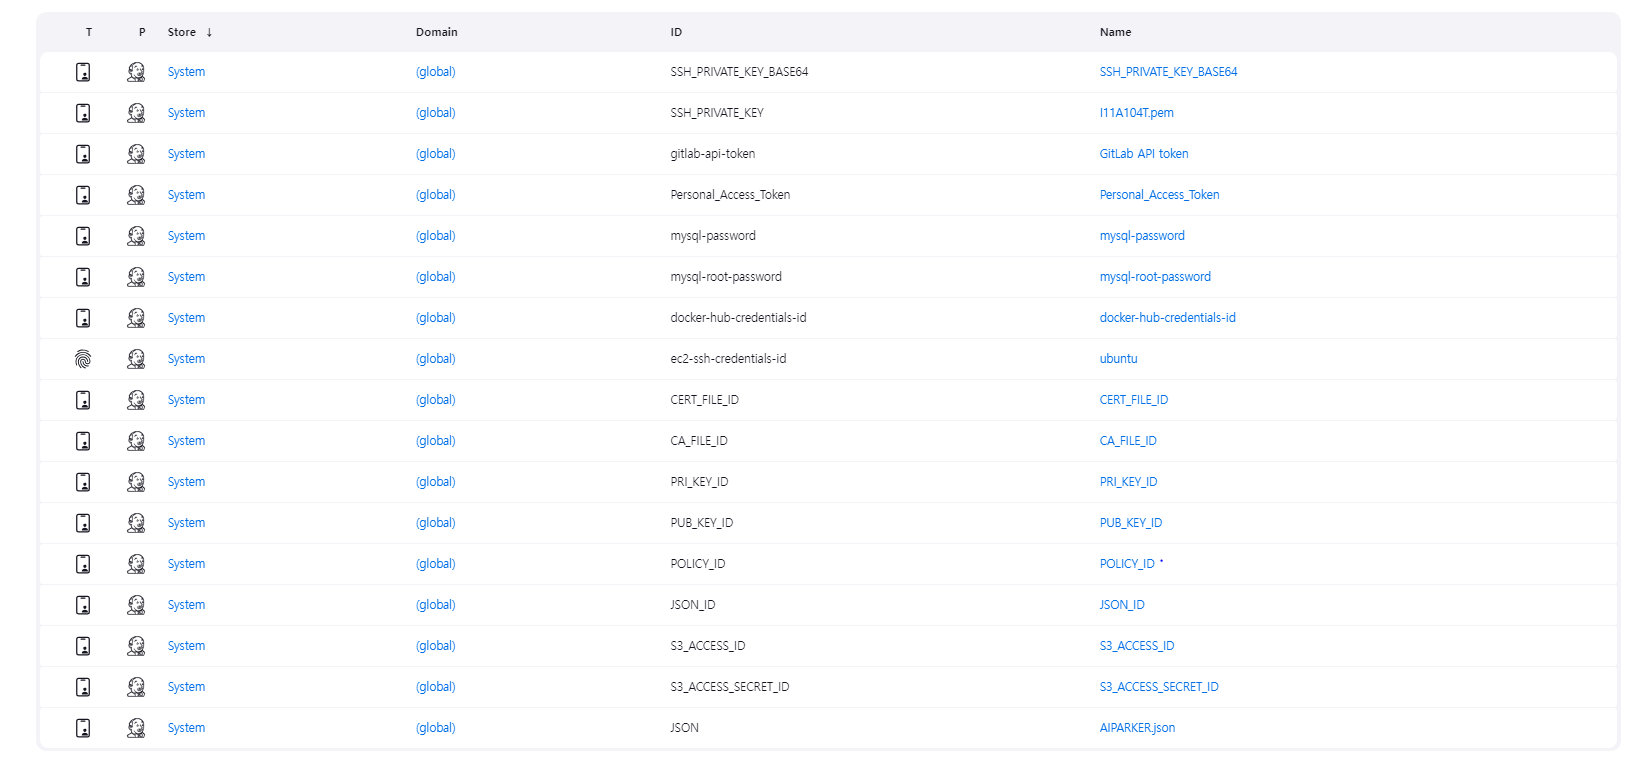 T P Store ↓ Domain ID Name
System (global) SSH_PRIVATE_KEY_BASE64 SSH_PRIVATE_KEY_BASE64
System (global) SSH_PRIVATE_KEY I11A104T.pem
System (global) gitlab-api-token GitLab API token
System (global) Personal_Access_Token Personal_Access_Token
System (global) mysql-password mysql-password
System (global) mysql-root-password mysql-root-password
System (global) docker-hub-credentials-id docker-hub-credentials-id
System (global) ec2-ssh-credentials-id ubuntu
System (global) CERT_FILE_ID CERT_FILE_ID
System (global) CA_FILE_ID CA_FILE_ID
System (global) PRI_KEY_ID PRI_KEY_ID
System (global) PUB_KEY_ID PUB_KEY_ID
System (global) POLICY_ID POLICY_ID *
System (global) JSON_ID JSON_ID
System (global) S3_ACCESS_ID S3_ACCESS_ID
System (global) S3_ACCESS_SECRET_ID S3_ACCESS_SECRET_ID
System (global) JSON AIPARKER.json